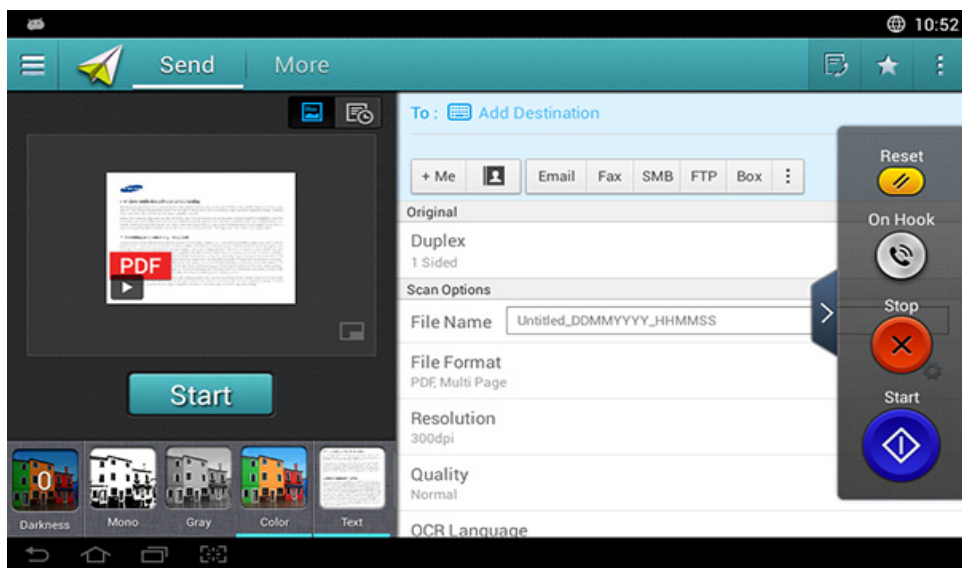 10:52
Send
More
To : Add Destination
+ Me
Email Fax SMB FTP Box
Original
Duplex
1 Sided
Scan Options
File Name Untitled_DDMMYYYY_HHMMSS
File Format
PDF, Multi Page
Resolution
300dpi
Quality
Normal
OCR Language
PDF
Start
0
Darkness Mono Gray Color Text
Reset
On Hook
Stop
Start